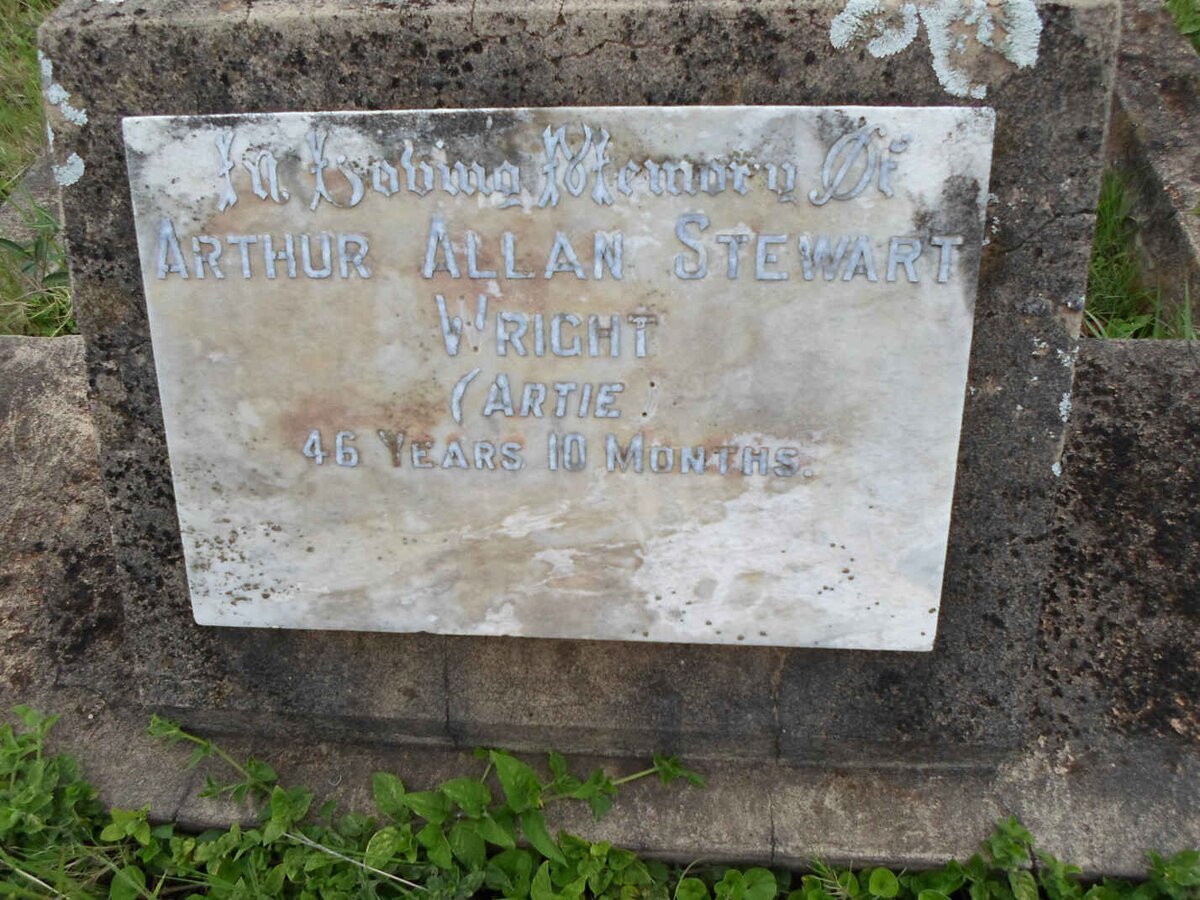 In Loving Memory Of
ARTHUR ALLAN STEWART
WRIGHT
(ARTIE)
46 YEARS 10 MONTHS.